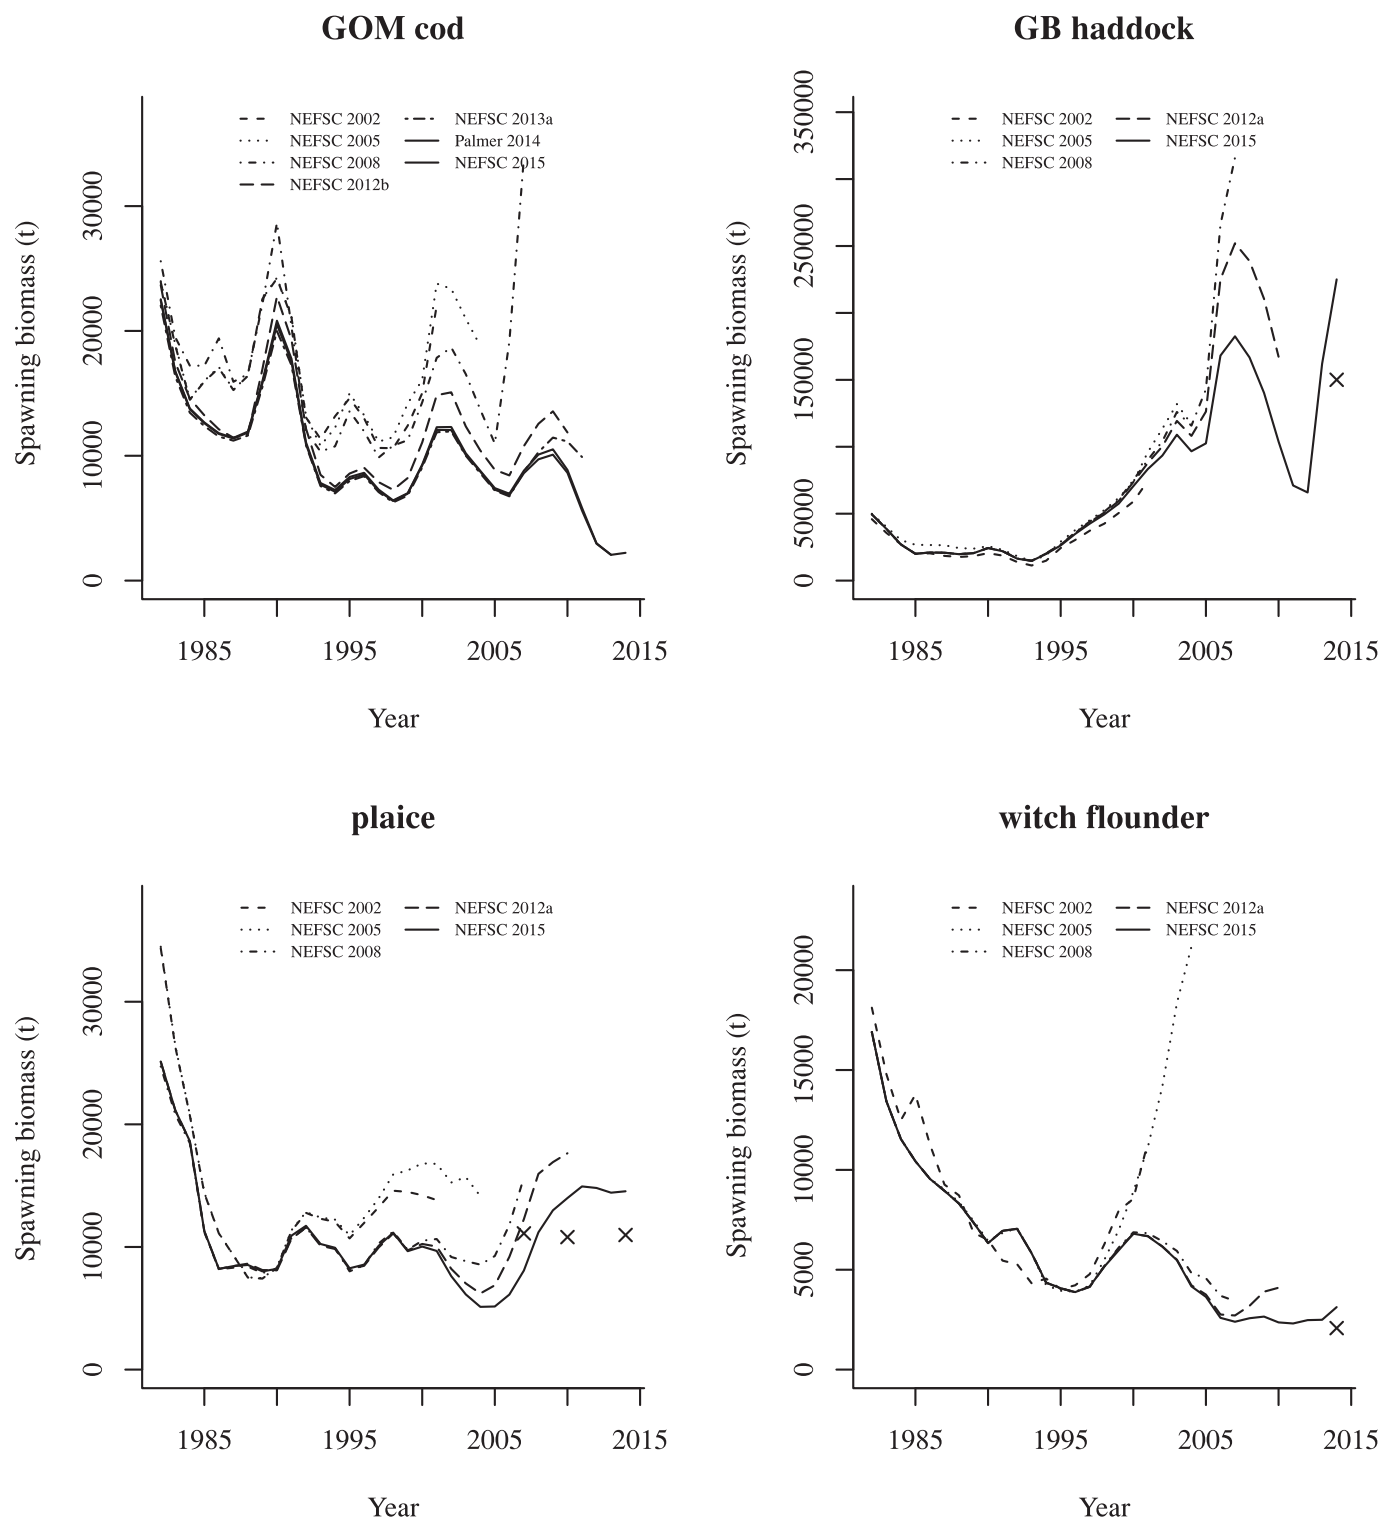 GOM cod
Spawning biomass (t)
30000
20000
10000
0
NEFSC 2002
NEFSC 2005
NEFSC 2008
NEFSC 2012b
NEFSC 2013a
Palmer 2014
NEFSC 2015
1985
1995
2005
2015
Year
GB haddock
Spawning biomass (t)
350000
250000
150000
50000
0
NEFSC 2002
NEFSC 2005
NEFSC 2008
NEFSC 2012a
NEFSC 2015
1985
1995
2005
2015
Year
plaice
Spawning biomass (t)
30000
20000
10000
0
NEFSC 2002
NEFSC 2005
NEFSC 2008
NEFSC 2012a
NEFSC 2015
1985
1995
2005
2015
Year
witch flounder
Spawning biomass (t)
20000
15000
10000
5000
0
NEFSC 2002
NEFSC 2005
NEFSC 2008
NEFSC 2012a
NEFSC 2015
1985
1995
2005
2015
Year